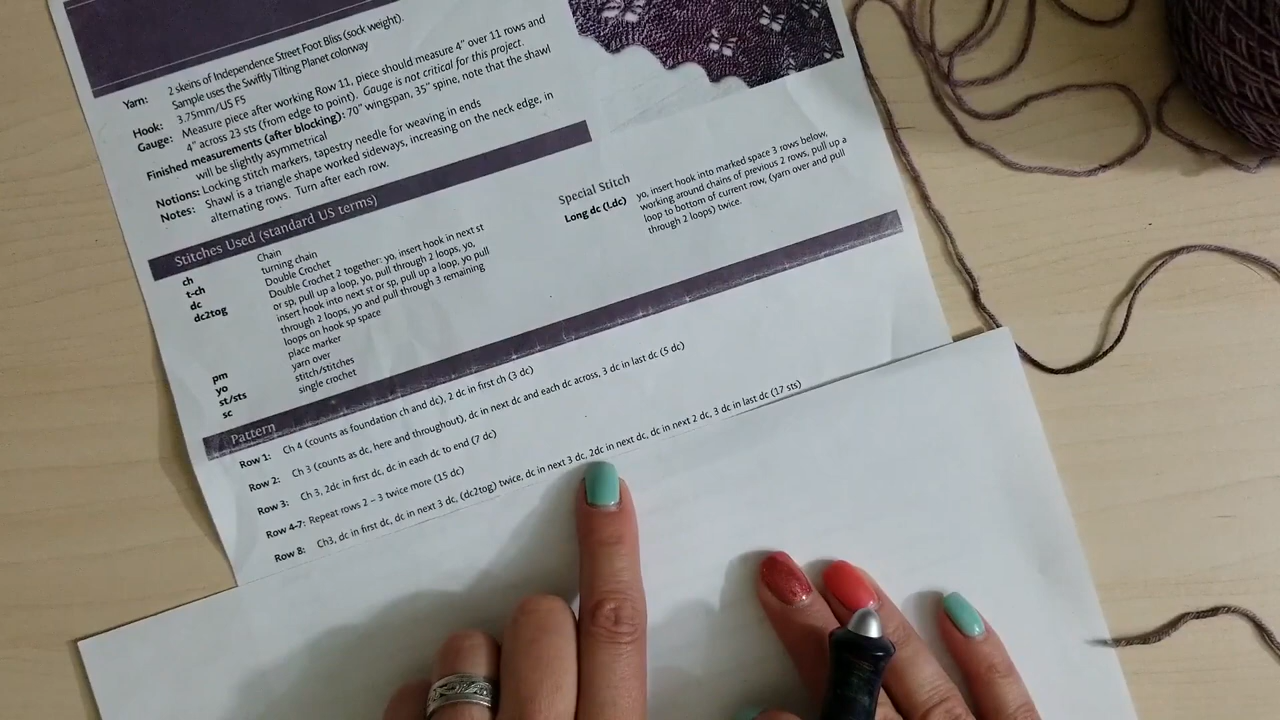 Yarn: 2 skeins of Independence Street Foot Bliss (sock weight).
Sample uses the Swiftly Tilting Planet colorway
Hook: 3.75mm/US F5
Gauge: Measure piece after working Row 11, piece should measure 4" over 11 rows and
4" across 23 sts (from edge to point). Gauge is not critical for this project.
Finished measurements (after blocking): 70" wingspan, 35" spine, note that the shawl
will be slightly asymmetrical
Notions: Locking stitch markers, tapestry needle for weaving in ends
Notes: Shawl is a triangle shape worked sideways, increasing on the neck edge, in
alternating rows. Turn after each row.
Stitches Used (standard US terms)
ch Chain
t-ch turning chain
dc Double Crochet
dc2tog Double Crochet 2 together: yo, insert hook in next st
or sp, pull up a loop, yo, pull through 2 loops, yo,
insert hook into next st or sp, pull up a loop, yo pull
through 2 loops, yo and pull through 3 remaining
loops on hook sp space
pm place marker
yo yarn over
st/sts stitch/stitches
sc single crochet
Special Stitch
Long dc (Ldc) yo, insert hook into marked space 3 rows below,
working around chains of previous 2 rows, pull up a
loop to bottom of current row, (yarn over and pull
through 2 loops) twice.
Pattern
Row 1: Ch 4 (counts as foundation ch and dc), 2 dc in first ch (3 dc)
Row 2: Ch 3 (counts as dc, here and throughout), dc in next dc and each dc across, 3 dc in last dc (5 dc)
Row 3: Ch 3, 2dc in first dc, dc in each dc to end (7 dc)
Row 4-7: Repeat rows 2 – 3 twice more (15 dc)
Row 8: Ch3, dc in first dc, dc in next 3 dc, (dc2tog) twice, dc in next 3 dc, 2dc in next dc, dc in next 2 dc, 3 dc in last dc (17 sts)